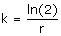 k = ln(2) / r